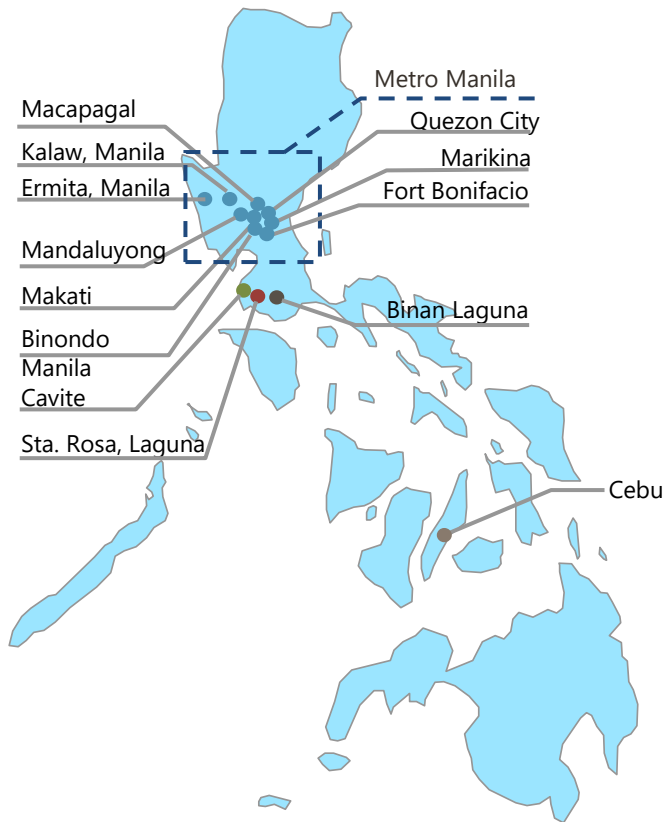 Metro Manila
Macapagal
Quezon City
Kalaw, Manila
Marikina
Ermita, Manila
Fort Bonifacio
Mandaluyong
Makati
Binan Laguna
Binondo
Manila
Cavite
Sta. Rosa, Laguna
Cebu